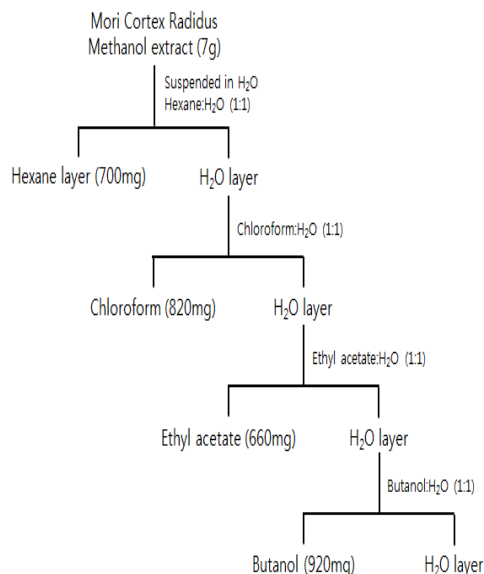 Mori Cortex Radidus
Methanol extract (7g)
Suspended in H₂O
Hexane:H₂O (1:1)
Hexane layer (700mg)
H₂O layer
Chloroform:H₂O (1:1)
Chloroform (820mg)
H₂O layer
Ethyl acetate:H₂O (1:1)
Ethyl acetate (660mg)
H₂O layer
Butanol:H₂O (1:1)
Butanol (920mg)
H₂O layer